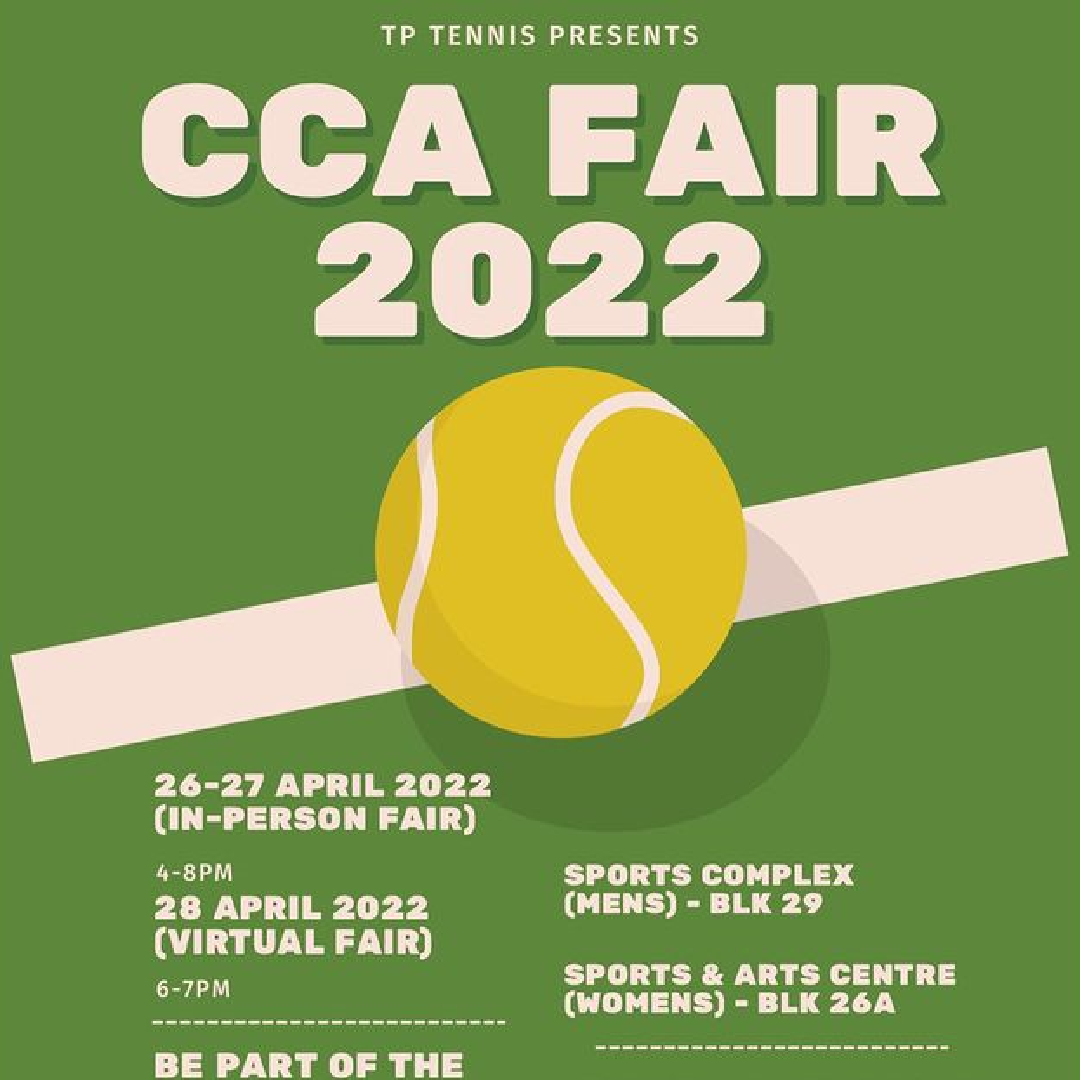 TP TENNIS PRESENTS
CCA FAIR
2022
26-27 APRIL 2022
(IN-PERSON FAIR)
4-8PM
28 APRIL 2022
(VIRTUAL FAIR)
6-7PM
BE PART OF THE
SPORTS COMPLEX
(MENS) - BLK 29
SPORTS & ARTS CENTRE
(WOMENS) - BLK 26A